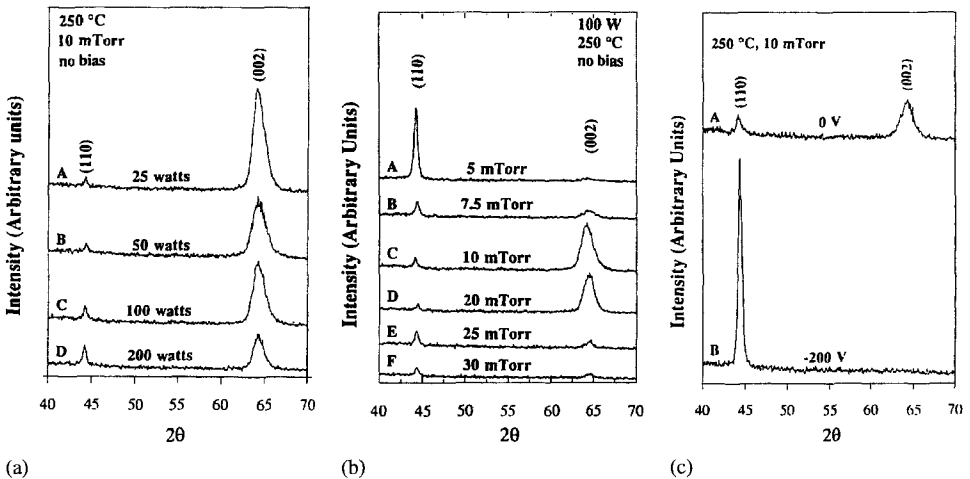 250 °C
10 mTorr
no bias
(002)
A
(110)
25 watts
B
50 watts
C
100 watts
D
200 watts
Intensity (Arbitrary units)
40 45 50 55 60 65 70
2θ
(a)
100 W
250 °C
no bias
(110)
(002)
A
5 mTorr
B
7.5 mTorr
C
10 mTorr
D
20 mTorr
E
25 mTorr
F
30 mTorr
Intensity (Arbitrary Units)
40 45 50 55 60 65 70
2θ
(b)
250 °C, 10 mTorr
(110)
(002)
A
0 V
B
-200 V
Intensity (Arbitrary Units)
40 45 50 55 60 65 70
2θ
(c)